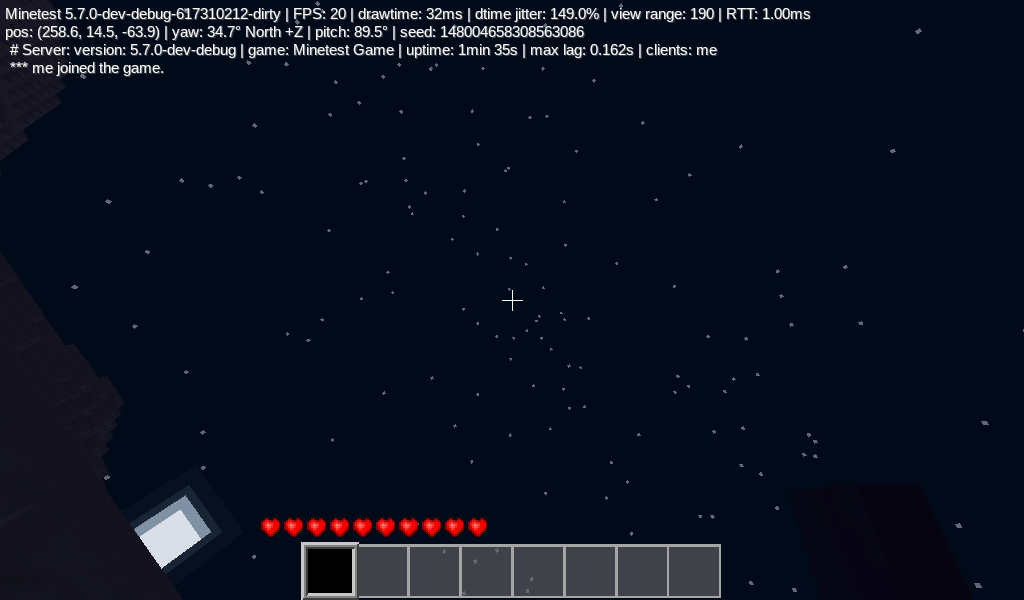 Minetest 5.7.0-dev-debug-617310212-dirty | FPS: 20 | drawtime: 32ms | dtime jitter: 149.0% | view range: 190 | RTT: 1.00ms
pos: (258.6, 14.5, -63.9) | yaw: 34.7° North +Z | pitch: 89.5° | seed: 148004658308563086
# Server: version: 5.7.0-dev-debug | game: Minetest Game | uptime: 1min 35s | max lag: 0.162s | clients: me
*** me joined the game.